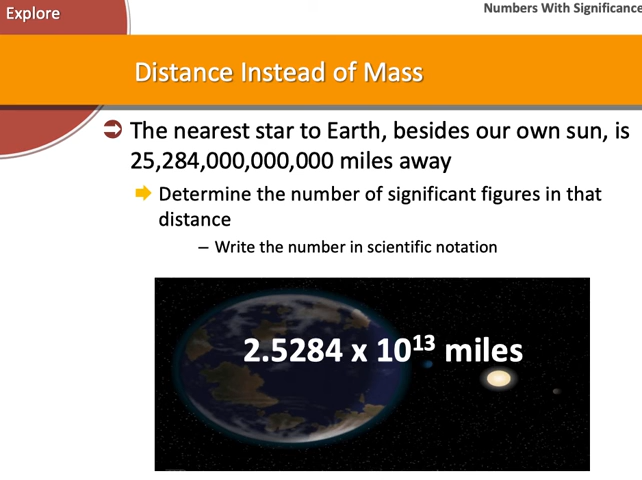 Explore
Numbers With Significance
Distance Instead of Mass
The nearest star to Earth, besides our own sun, is
25,284,000,000,000 miles away
Determine the number of significant figures in that
distance
– Write the number in scientific notation
2.5284 x 10¹³ miles